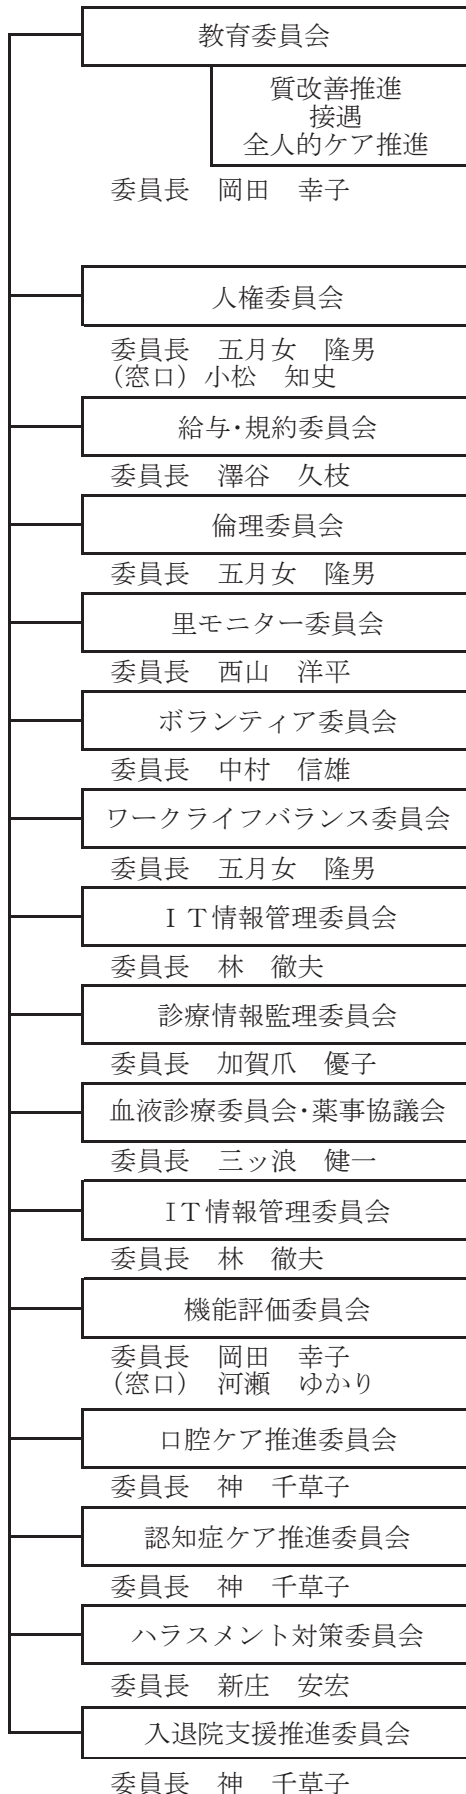 教育委員会
質改善推進
接遇
全人的ケア推進
委員長　岡田　幸子
人権委員会
委員長　五月女　隆男
（窓口）小松　知史
給与・規約委員会
委員長　澤谷　久枝
倫理委員会
委員長　五月女　隆男
里モニター委員会
委員長　西山　洋平
ボランティア委員会
委員長　中村　信雄
ワークライフバランス委員会
委員長　五月女　隆男
ＩＴ情報管理委員会
委員長　林　徹夫
診療情報監理委員会
委員長　加賀爪　優子
血液診療委員会・薬事協議会
委員長　三ッ浪　健一
IT情報管理委員会
委員長　林　徹夫
機能評価委員会
委員長　岡田　幸子
（窓口）　河瀬　ゆかり
口腔ケア推進委員会
委員長　神　千草子
認知症ケア推進委員会
委員長　神　千草子
ハラスメント対策委員会
委員長　新庄　安宏
入退院支援推進委員会
委員長　神　千草子